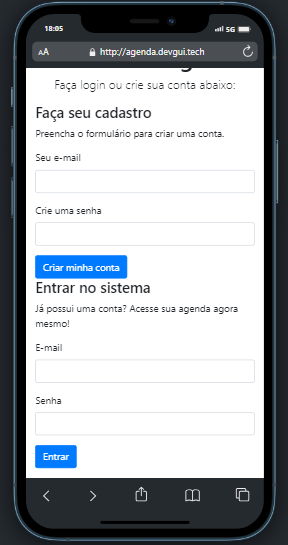 18:05
5G
AA
http://agenda.devgui.tech
Faça login ou crie sua conta abaixo:
Faça seu cadastro
Preencha o formulário para criar uma conta.
Seu e-mail
Crie uma senha
Criar minha conta
Entrar no sistema
Já possui uma conta? Acesse sua agenda agora
mesmo!
E-mail
Senha
Entrar